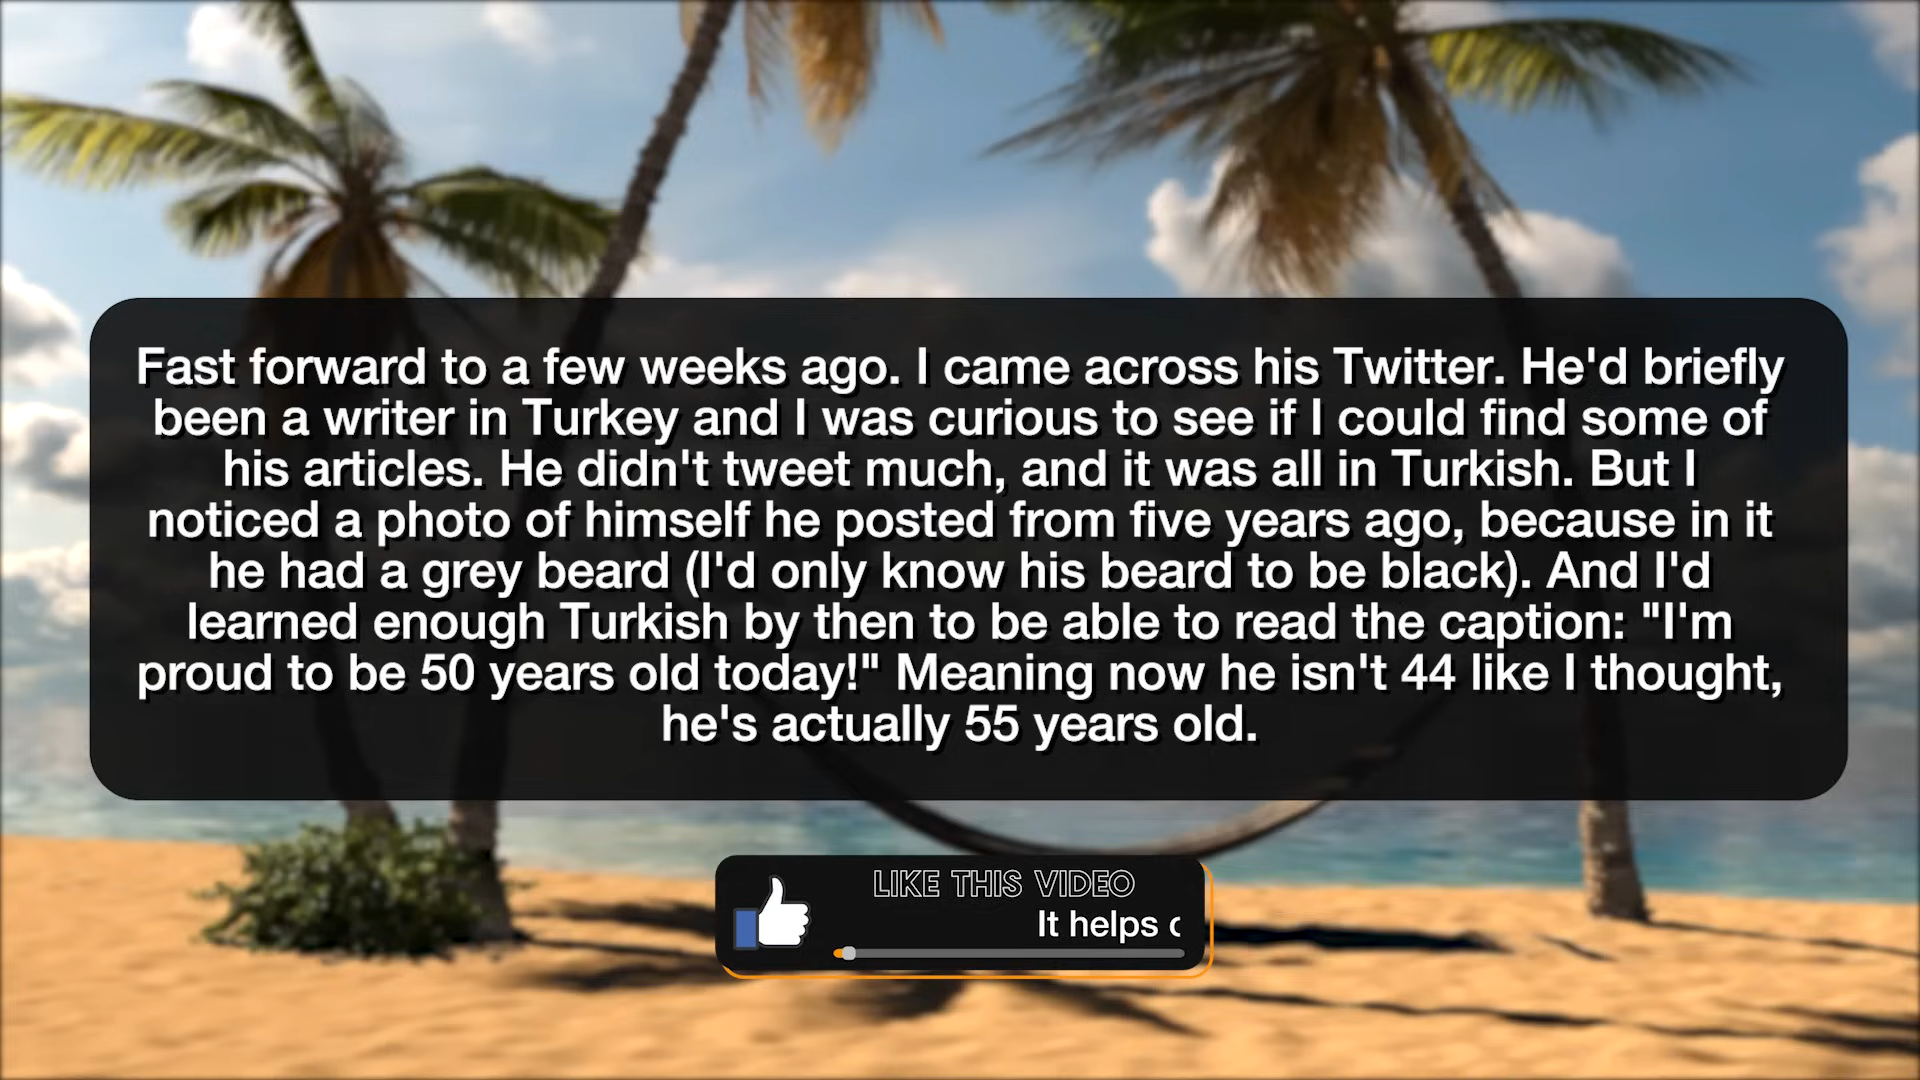 Fast forward to a few weeks ago. I came across his Twitter. He'd briefly
been a writer in Turkey and I was curious to see if I could find some of
his articles. He didn't tweet much, and it was all in Turkish. But I
noticed a photo of himself he posted from five years ago, because in it
he had a grey beard (I'd only know his beard to be black). And I'd
learned enough Turkish by then to be able to read the caption: "I'm
proud to be 50 years old today!" Meaning now he isn't 44 like I thought,
he's actually 55 years old.
LIKE THIS VIDEO
It helps